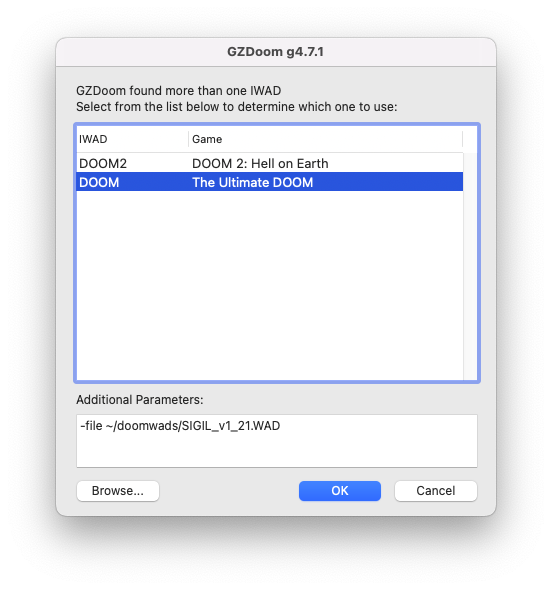 GZDoom g4.7.1
GZDoom found more than one IWAD
Select from the list below to determine which one to use:
IWAD Game
DOOM2 DOOM 2: Hell on Earth
DOOM The Ultimate DOOM
Additional Parameters:
-file ~/doomwads/SIGIL_v1_21.WAD
Browse... OK Cancel